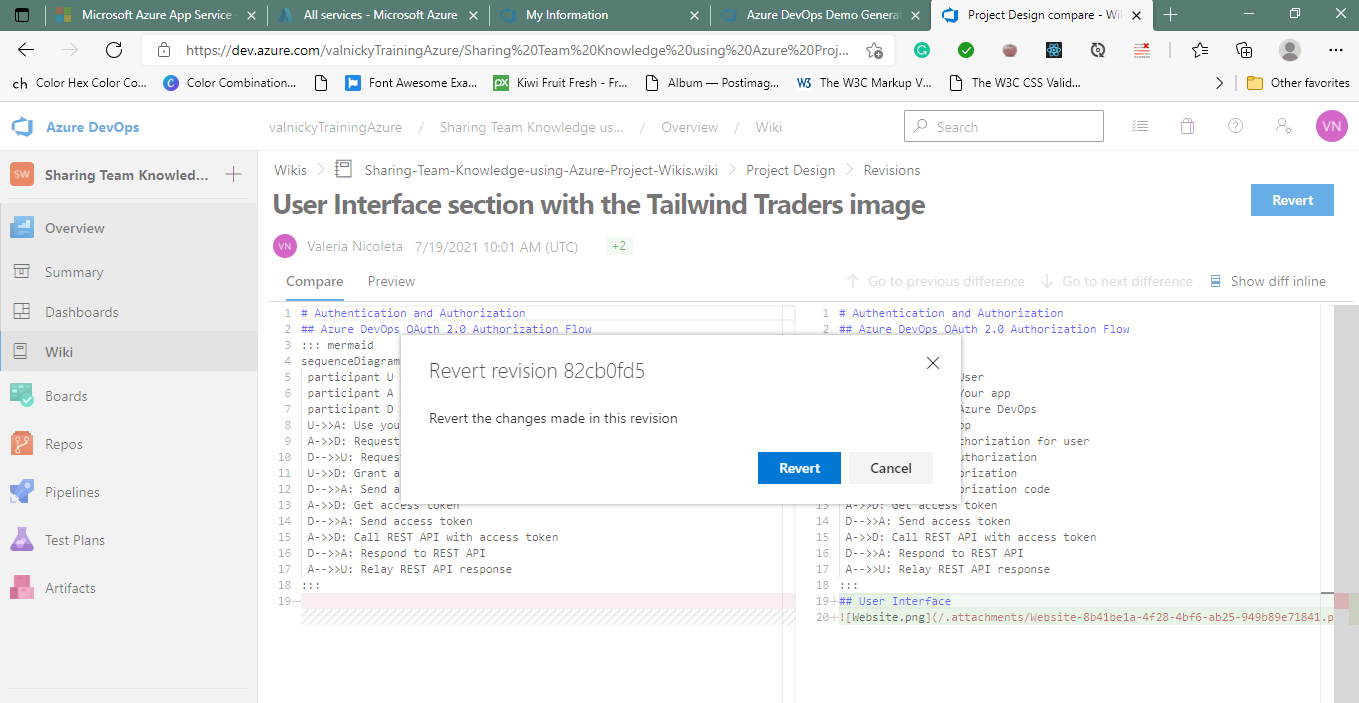 Microsoft Azure App Service
All services - Microsoft Azure
My Information
Azure DevOps Demo Generat
Project Design compare - Wi
https://dev.azure.com/valnickyTrainingAzure/Sharing%20Team%20Knowledge%20using%20Azure%20Proj...
ch Color Hex Color Co...
C Color Combination...
Font Awesome Exa...
px Kiwi Fruit Fresh - Fr...
Album — Postimag...
W3 The W3C Markup V...
The W3C CSS Valid...
Other favorites
Azure DevOps
valnickyTrainingAzure / Sharing Team Knowledge us... / Overview / Wiki
Search
VN
SW Sharing Team Knowled...
Overview
Summary
Dashboards
Wiki
Boards
Repos
Pipelines
Test Plans
Artifacts
Wikis
Sharing-Team-Knowledge-using-Azure-Project-Wikis.wiki
Project Design
Revisions
User Interface section with the Tailwind Traders image
Revert
VN Valeria Nicoleta 7/19/2021 10:01 AM (UTC) +2
Compare Preview
Go to previous difference
Go to next difference
Show diff inline
1 # Authentication and Authorization
2 ## Azure DevOps OAuth 2.0 Authorization Flow
3 ::: mermaid
4 sequenceDiagram
5 participant U
6 participant A
7 participant D
8 U->>A: Use you
9 A->>D: Request
10 D-->>U: Reques
11 U->>D: Grant a
12 D-->>A: Send a
13 A->>D: Get access token
14 D-->>A: Send access token
15 A->>D: Call REST API with access token
16 D-->>A: Respond to REST API
17 A-->>U: Relay REST API response
18 :::
19—
1 # Authentication and Authorization
2 ## Azure DevOps OAuth 2.0 Authorization Flow
User
Your app
Azure DevOps
pp
thorization for user
uthorization
orization
orization code
13 A->>D: Get access token
14 D-->>A: Send access token
15 A->>D: Call REST API with access token
16 D-->>A: Respond to REST API
17 A-->>U: Relay REST API response
18 :::
19+ ## User Interface
20+ ![Website.png](/.attachments/Website-8b41be1a-4f28-4bf6-ab25-949b89e71841.p
Revert revision 82cb0fd5
Revert the changes made in this revision
Revert
Cancel